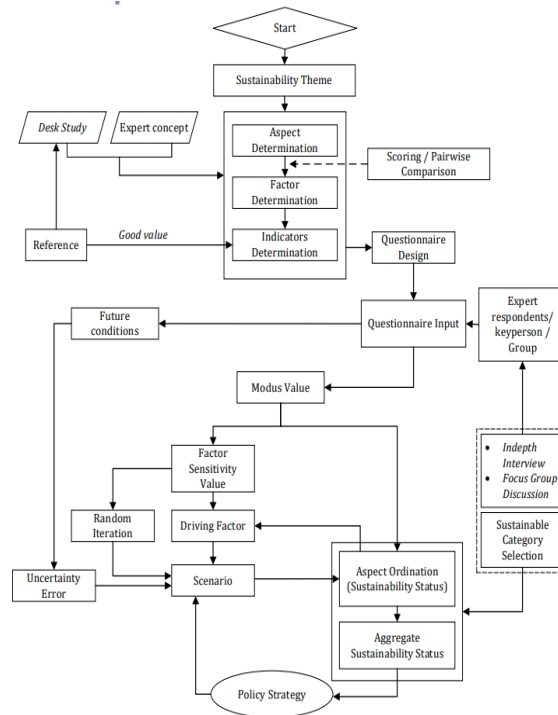 Start
Sustainability Theme
Desk Study
Expert concept
Aspect
Determination
Scoring / Pairwise
Comparison
Factor
Determination
Reference
Good value
Indicators
Determination
Questionnaire
Design
Future
conditions
Questionnaire Input
Expert
respondents/
keyperson /
Group
Modus Value
• Indepth
Interview
• Focus Group
Discussion
Factor
Sensitivity
Value
Random
Iteration
Driving Factor
Sustainable
Category
Selection
Uncertainty
Error
Scenario
Aspect Ordination
(Sustainability Status)
Aggregate
Sustainability Status
Policy Strategy